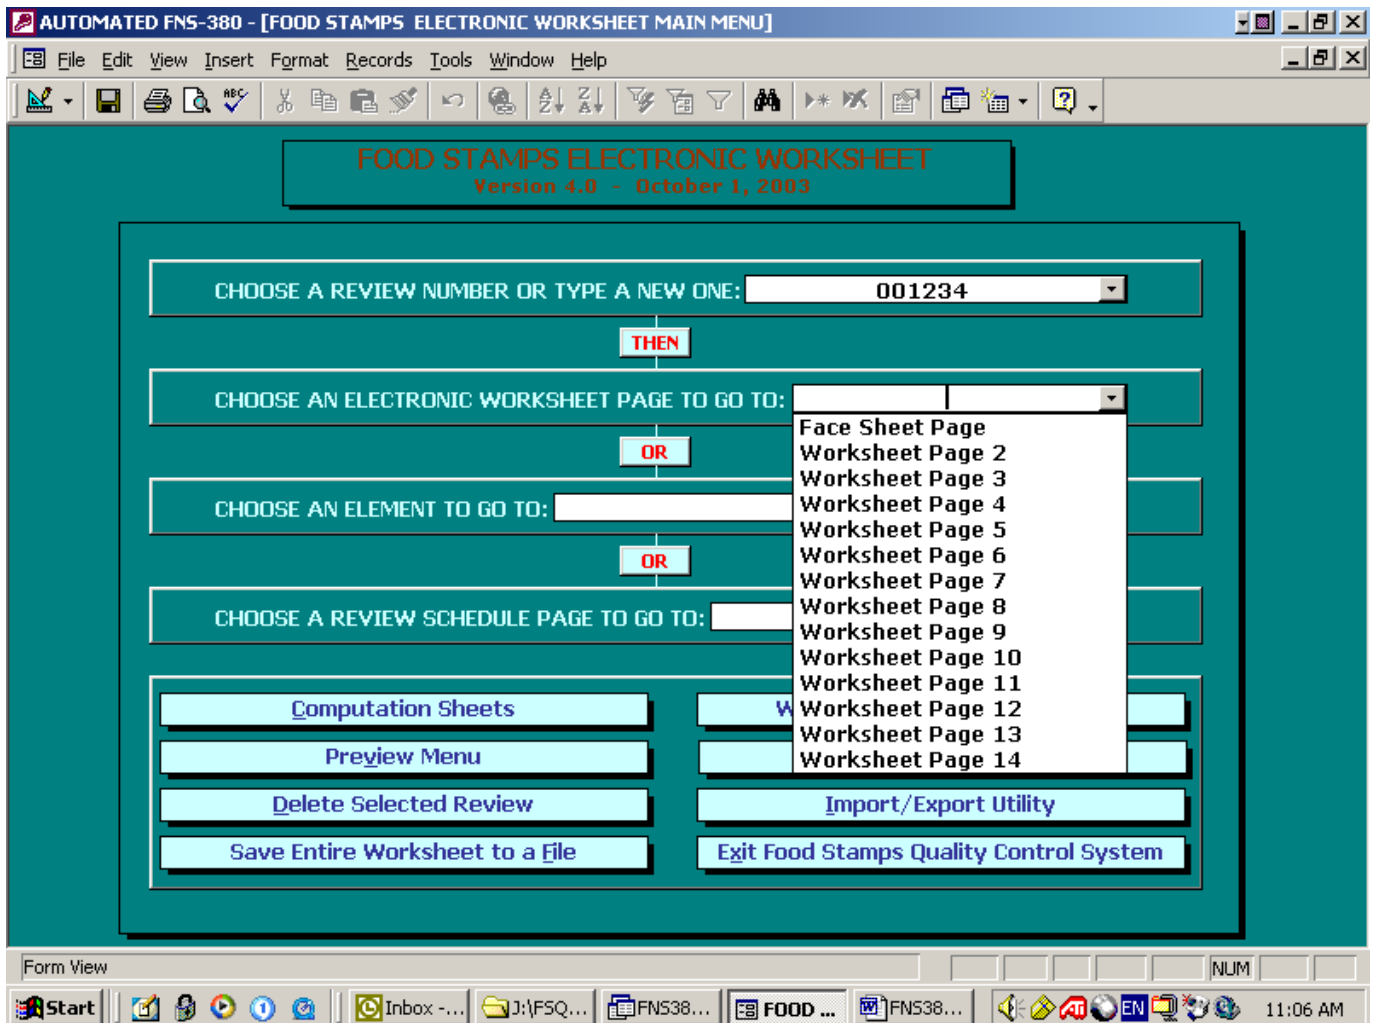 AUTOMATED FNS-380 - [FOOD STAMPS  ELECTRONIC WORKSHEET MAIN MENU]
File Edit View Insert Format Records Tools Window Help
FOOD STAMPS ELECTRONIC WORKSHEET
Version 4.0 - October 1, 2003
CHOOSE A REVIEW NUMBER OR TYPE A NEW ONE: 001234
THEN
CHOOSE AN ELECTRONIC WORKSHEET PAGE TO GO TO:
Face Sheet Page
Worksheet Page 2
Worksheet Page 3
Worksheet Page 4
Worksheet Page 5
Worksheet Page 6
Worksheet Page 7
Worksheet Page 8
Worksheet Page 9
Worksheet Page 10
Worksheet Page 11
Worksheet Page 12
Worksheet Page 13
Worksheet Page 14
OR
CHOOSE AN ELEMENT TO GO TO:
OR
CHOOSE A REVIEW SCHEDULE PAGE TO GO TO:
Computation Sheets W
Preview Menu
Delete Selected Review Import/Export Utility
Save Entire Worksheet to a File Exit Food Stamps Quality Control System
Form View NUM
Start Inbox -... J:\FSQ... FNS38... FOOD ... FNS38... EN 11:06 AM